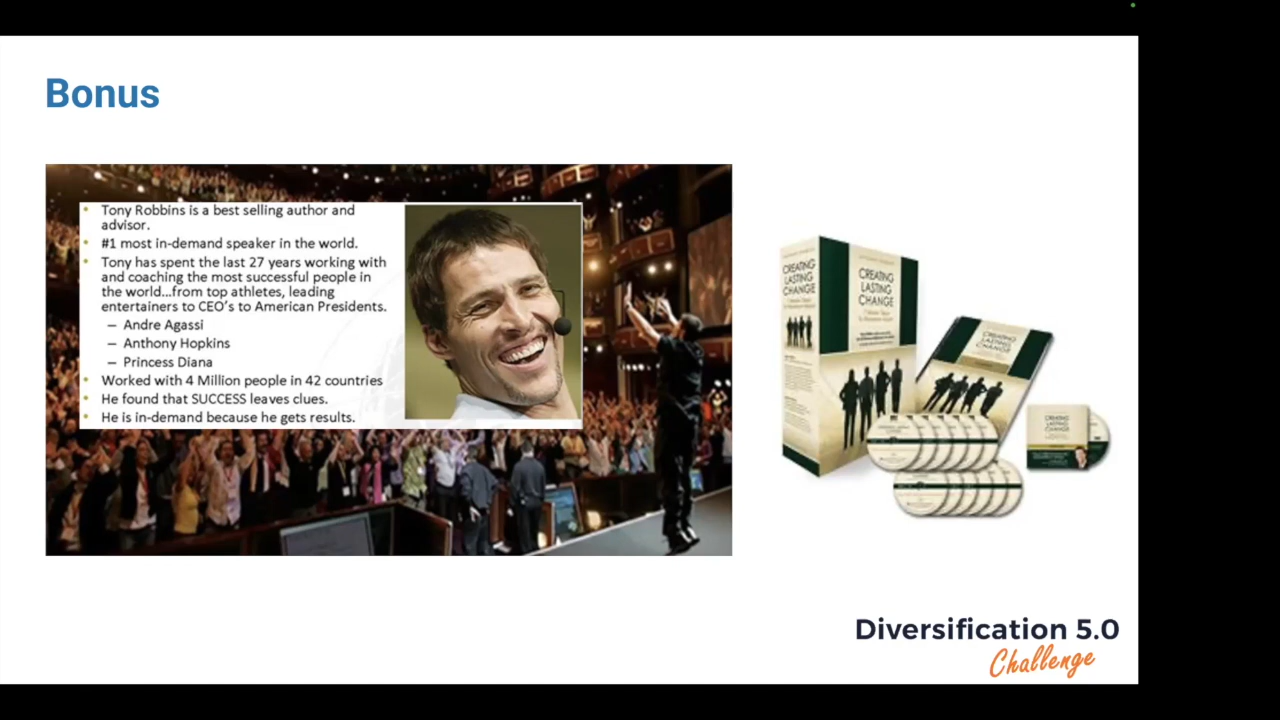 Bonus
• Tony Robbins is a best selling author and
advisor.
• #1 most in-demand speaker in the world.
• Tony has spent the last 27 years working with
and coaching the most successful people in
the world...from top athletes, leading
entertainers to CEO's to American Presidents.
– Andre Agassi
– Anthony Hopkins
– Princess Diana
• Worked with 4 Million people in 42 countries
• He found that SUCCESS leaves clues.
• He is in-demand because he gets results.
CREATING
LASTING
CHANGE
CREATING
LASTING
CHANGE
CREATING
LASTING
CHANGE
CREATING
LASTING
CHANGE
Diversification 5.0
Challenge